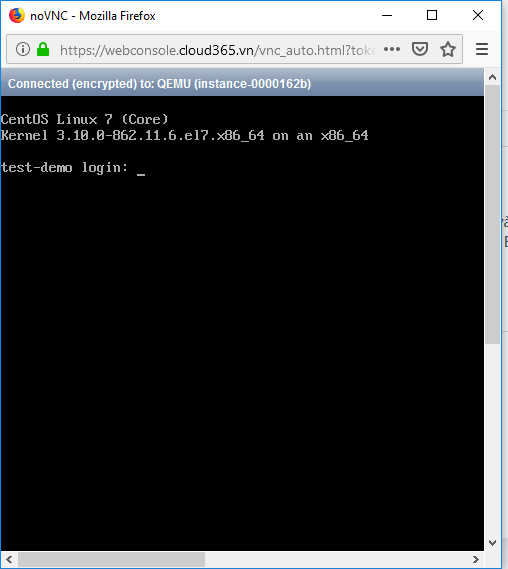 noVNC - Mozilla Firefox
https://webconsole.cloud365.vn/vnc_auto.html?toke
Connected (encrypted) to: QEMU (instance-0000162b)
CentOS Linux 7 (Core)
Kernel 3.10.0-862.11.6.el7.x86_64 on an x86_64
test-demo login: _